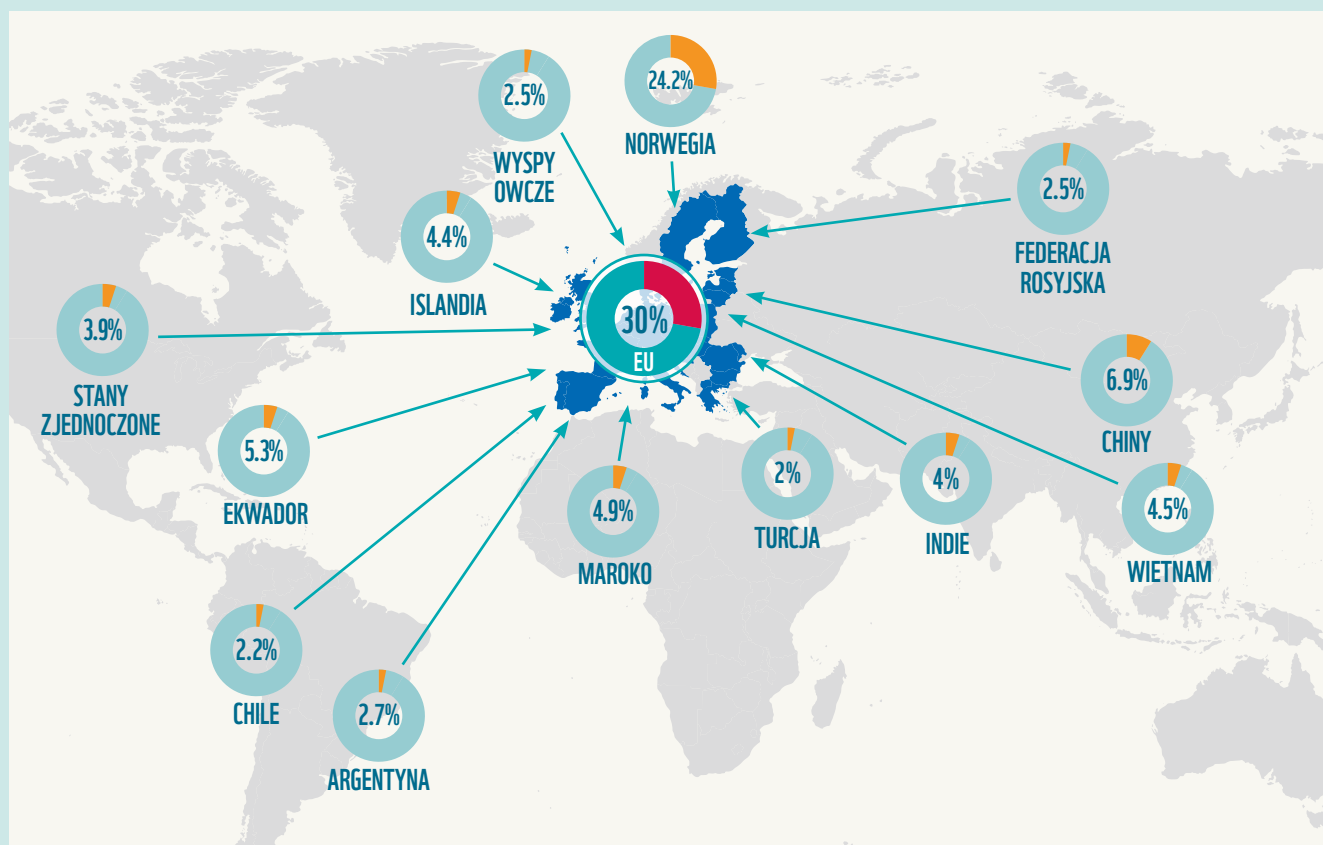 2.5%
WYSPY
OWCZE
24.2%
NORWEGIA
2.5%
FEDERACJA
ROSYJSKA
4.4%
ISLANDIA
30%
EU
3.9%
STANY
ZJEDNOCZONE
6.9%
CHINY
5.3%
EKWADOR
4.9%
MAROKO
2%
TURCJA
4%
INDIE
4.5%
WIETNAM
2.2%
CHILE
2.7%
ARGENTYNA